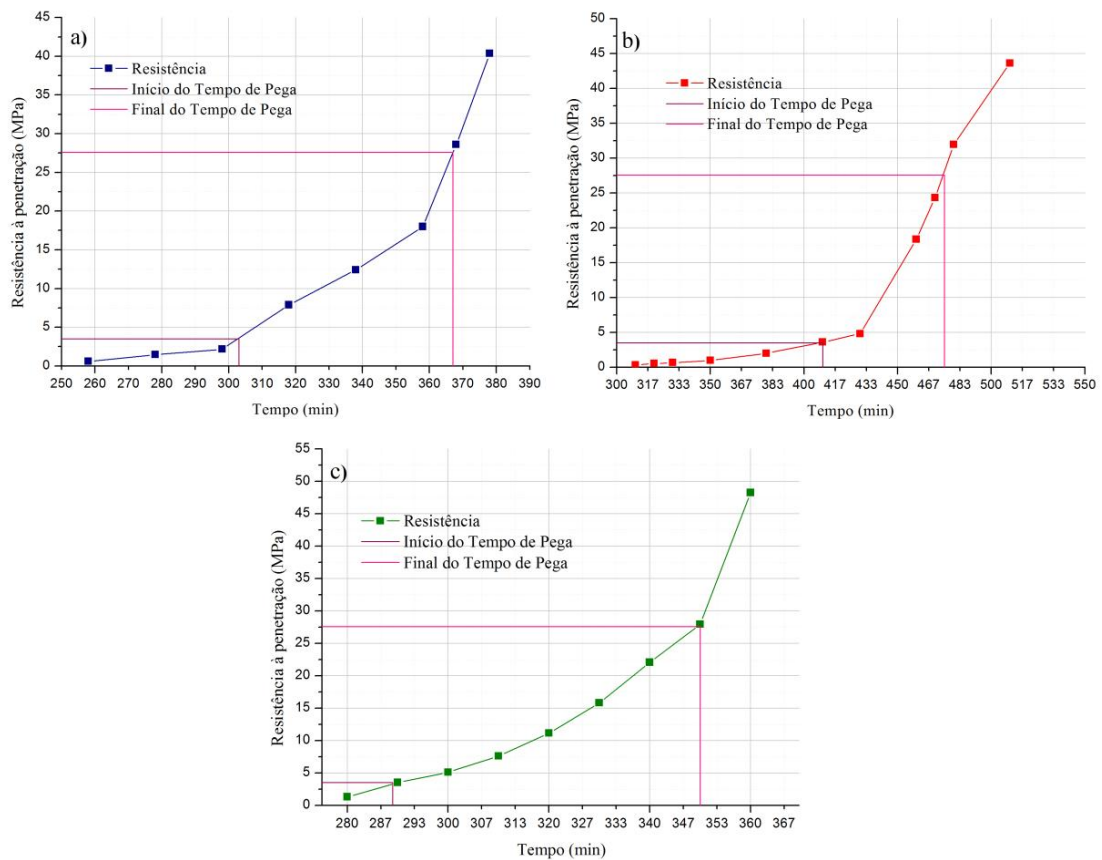 a)
Resistência
Início do Tempo de Pega
Final do Tempo de Pega
Resistência à penetração (MPa)
45
40
35
30
25
20
15
10
5
0
250 260 270 280 290 300 310 320 330 340 350 360 370 380 390
Tempo (min)
b)
Resistência
Início do Tempo de Pega
Final do Tempo de Pega
Resistência à penetração (MPa)
50
45
40
35
30
25
20
15
10
5
0
300 317 333 350 367 383 400 417 433 450 467 483 500 517 533 550
Tempo (min)
c)
Resistência
Início do Tempo de Pega
Final do Tempo de Pega
Resistência à penetração (MPa)
55
50
45
40
35
30
25
20
15
10
5
0
280 287 293 300 307 313 320 327 333 340 347 353 360 367
Tempo (min)